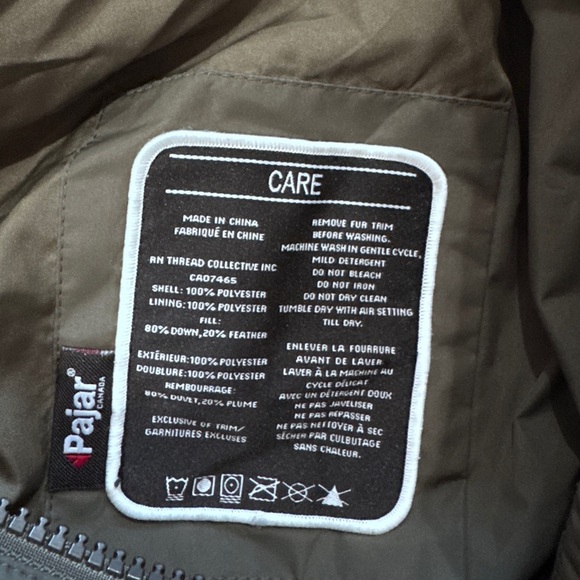 CARE
MADE IN CHINA
FABRIQUÉ EN CHINE
RN THREAD COLLECTIVE INC
CA07465
SHELL: 100% POLYESTER
LINING: 100% POLYESTER
FILL:
80% DOWN, 20% FEATHER
EXTÉRIEUR: 100% POLYESTER
DOUBLURE: 100% POLYESTER
REMBOURRAGE:
80% DUVET, 20% PLUME
EXCLUSIVE OF TRIM/
GARNITURES EXCLUSES
REMOVE FUR TRIM
BEFORE WASHING.
MACHINE WASH IN GENTLE CYCLE,
MILD DETERGENT
DO NOT BLEACH
DO NOT IRON
DO NOT DRY CLEAN
TUMBLE DRY WITH AIR SETTING
TILL DRY.
ENLEVER LA FOURRURE
AVANT DE LAVER
LAVER À LA MACHINE AU
CYCLE DÉLICAT
AVEC UN DÉTERGENT DOUX
NE PAS JAVELISER
NE PAS REPASSER
NE PAS NETTOYER À SEC
SÉCHER PAR CULBUTAGE
SANS CHALEUR.
Pajar®
CANADA